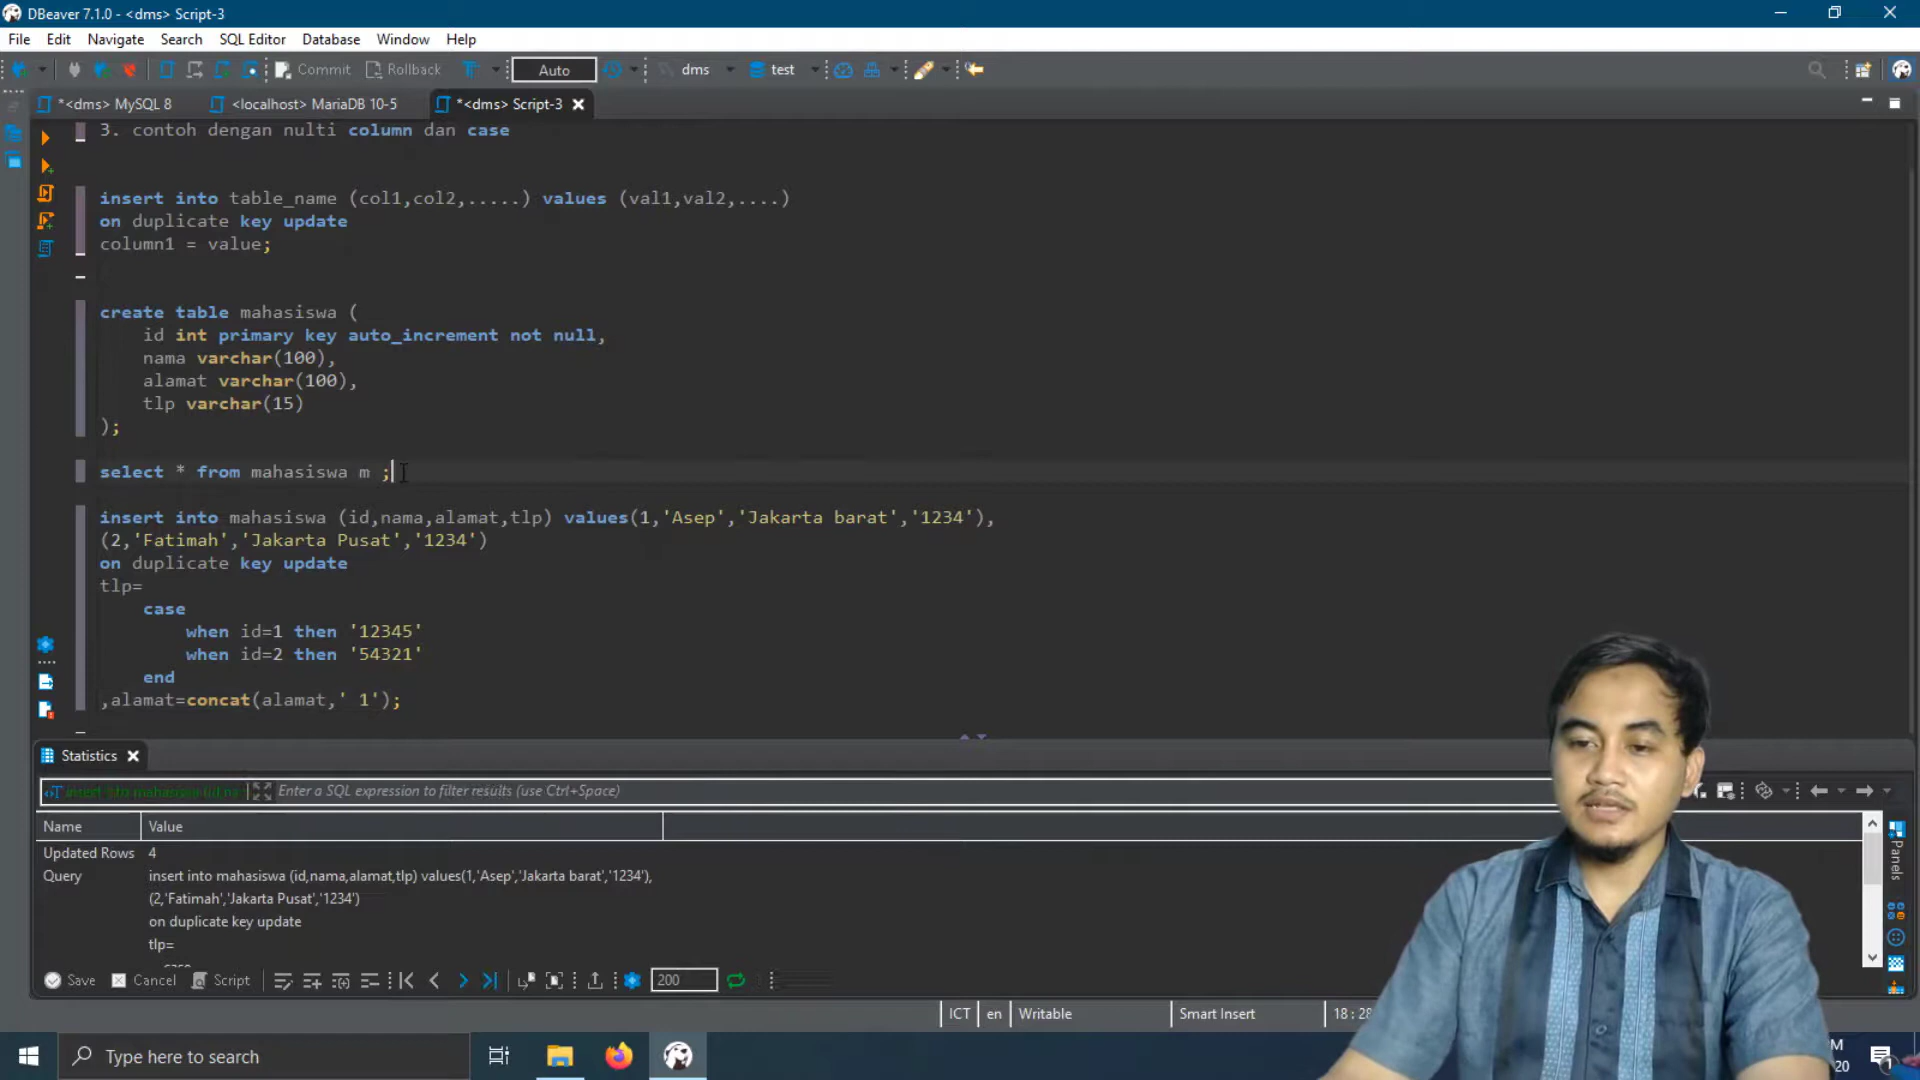 DBeaver 7.1.0 - <dms> Script-3
File Edit Navigate Search SQL Editor Database Window Help
Commit Rollback Auto dms test
*<dms> MySQL 8 <localhost> MariaDB 10-5 *<dms> Script-3
3. contoh dengan nulti column dan case
insert into table_name (col1,col2,.....) values (val1,val2,....)
on duplicate key update
column1 = value;
create table mahasiswa (
id int primary key auto_increment not null,
nama varchar(100),
alamat varchar(100),
tlp varchar(15)
);
select * from mahasiswa m ;
insert into mahasiswa (id,nama,alamat,tlp) values(1,'Asep','Jakarta barat','1234'),
(2,'Fatimah','Jakarta Pusat','1234')
on duplicate key update
tlp=
case
when id=1 then '12345'
when id=2 then '54321'
end
,alamat=concat(alamat,' 1');
Statistics
insert into mahasiswa (id,na Enter a SQL expression to filter results (use Ctrl+Space)
Name Value
Updated Rows 4
Query insert into mahasiswa (id,nama,alamat,tlp) values(1,'Asep','Jakarta barat','1234'),
(2,'Fatimah','Jakarta Pusat','1234')
on duplicate key update
tlp=
Panels
Save Cancel Script 200
ICT en Writable Smart Insert 18:28
Type here to search